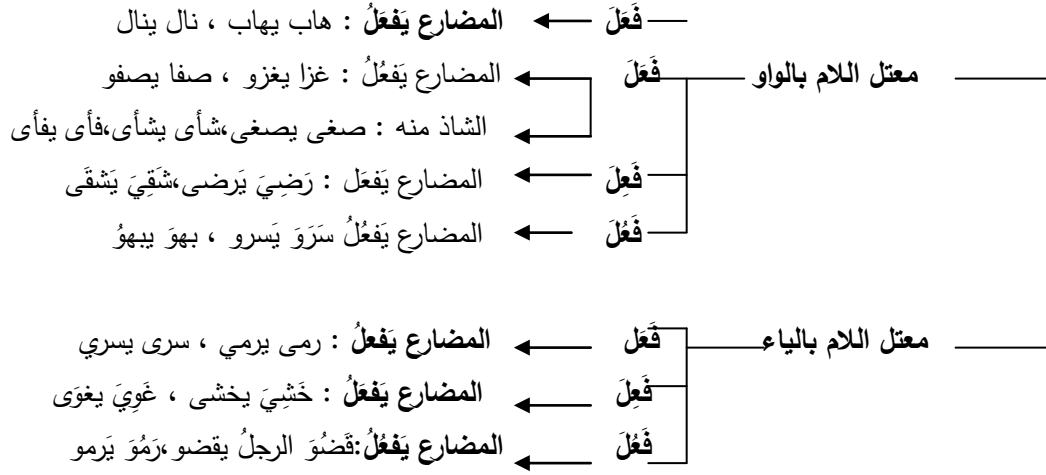 فَعَلَ المضارع يَفعَلُ : هاب يهاب ، نال ينال
معتل اللام بالواو فَعَلَ المضارع يَفعُلُ : غزا يغزو ، صفا يصفو
الشاذ منه : صغى يصغى،شأى يشأى،فأى يفأى
فَعِلَ المضارع يَفعَل : رَضِيَ يَرضى،شَقِيَ يَشقَى
فَعُلَ المضارع يَفعُلُ سَرَوَ يَسرو ، بهوَ يبهوُ
معتل اللام بالياء فَعَل المضارع يَفعلُ : رمى يرمي ، سرى يسري
فَعِلَ المضارع يَفعَلُ : خَشِيَ يخشى ، غَوِيَ يغوَى
فَعُلَ المضارع يَفعُلُ:قَضُوَ الرجلُ يقضو،رَمُوَ يَرمو